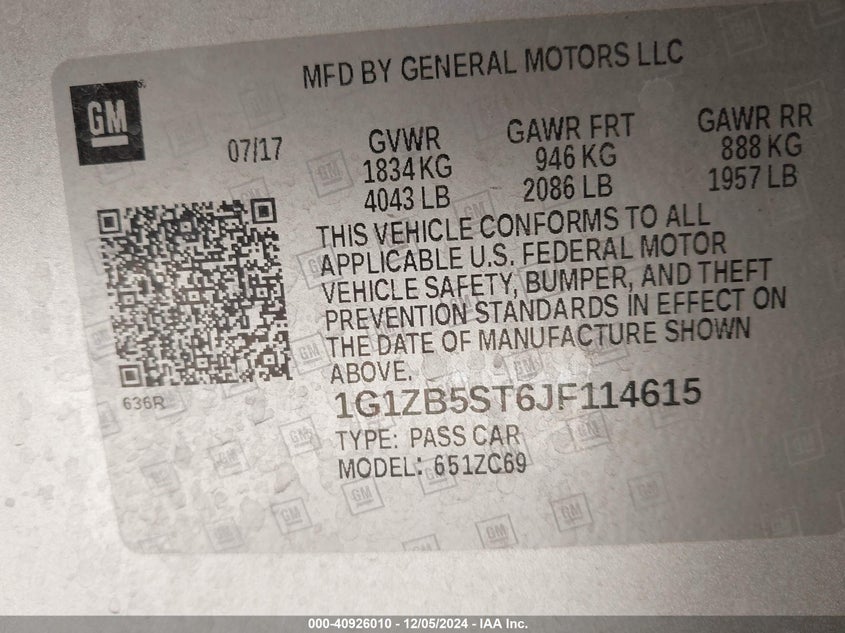 MFD BY GENERAL MOTORS LLC
GM
07/17
GVWR
1834 KG
4043 LB
GAWR FRT
946 KG
2086 LB
GAWR RR
888 KG
1957 LB
THIS VEHICLE CONFORMS TO ALL
APPLICABLE U.S. FEDERAL MOTOR
VEHICLE SAFETY, BUMPER, AND THEFT
PREVENTION STANDARDS IN EFFECT ON
THE DATE OF MANUFACTURE SHOWN
ABOVE.
636R
1G1ZB5ST6JF114615
TYPE: PASS CAR
MODEL: 651ZC69
000-40926010 - 12/05/2024 - IAA Inc.